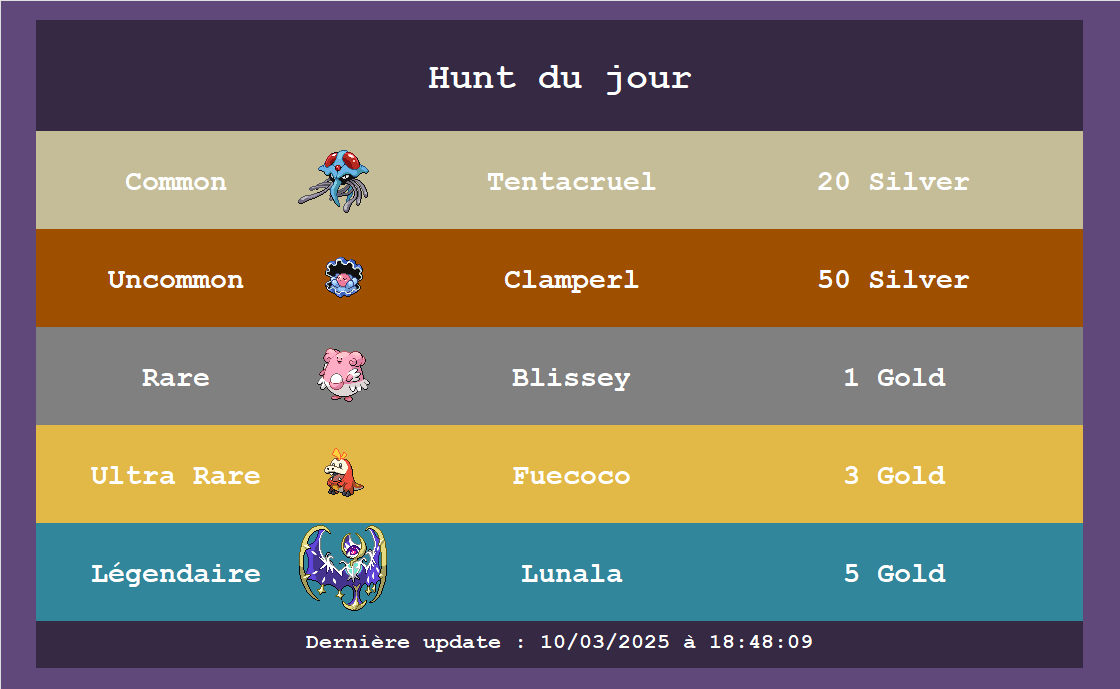 Hunt du jour
Common Tentacruel 20 Silver
Uncommon Clamperl 50 Silver
Rare Blissey 1 Gold
Ultra Rare Fuecoco 3 Gold
Légendaire Lunala 5 Gold
Dernière update : 10/03/2025 à 18:48:09